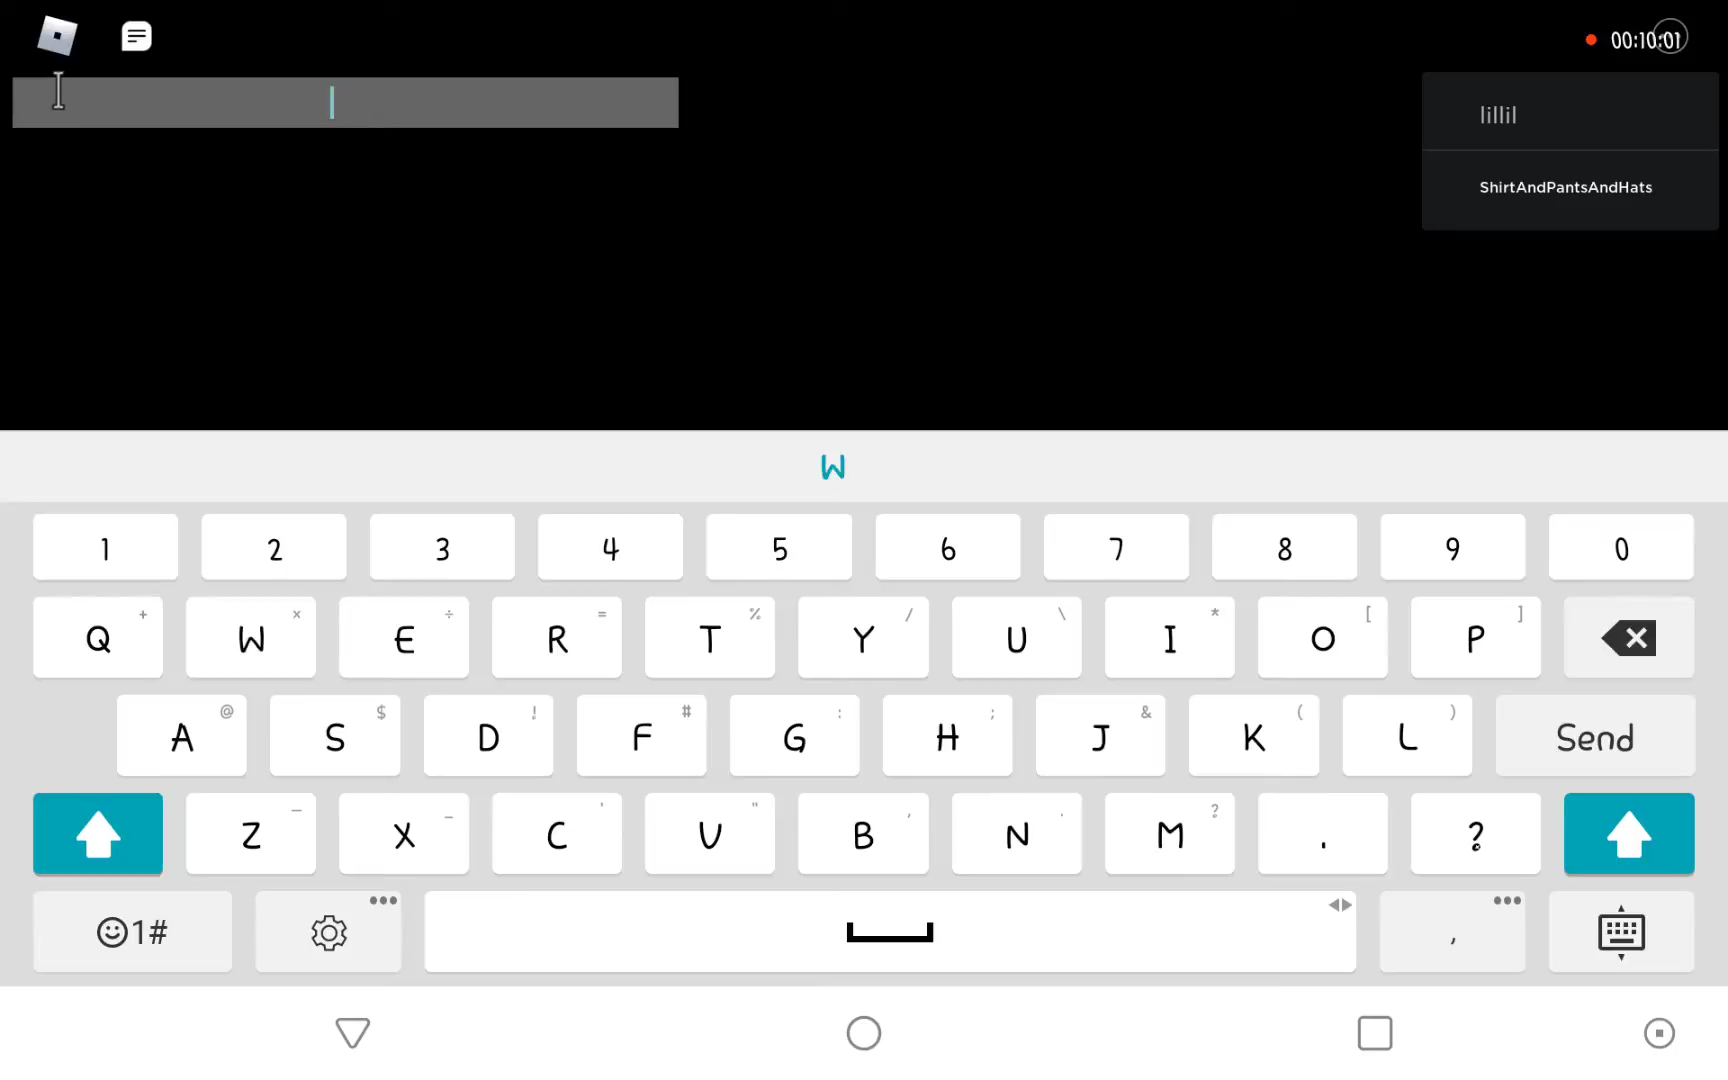 00:10:01
lillil
ShirtAndPantsAndHats
W
1 2 3 4 5 6 7 8 9 0
+ × ÷ = % / \ * [ ]
Q W E R T Y U I O P
@ $ ! # : ; & ( )
A S D F G H J K L Send
– _ ' " , . ?
Z X C V B N M . ?
1# ,